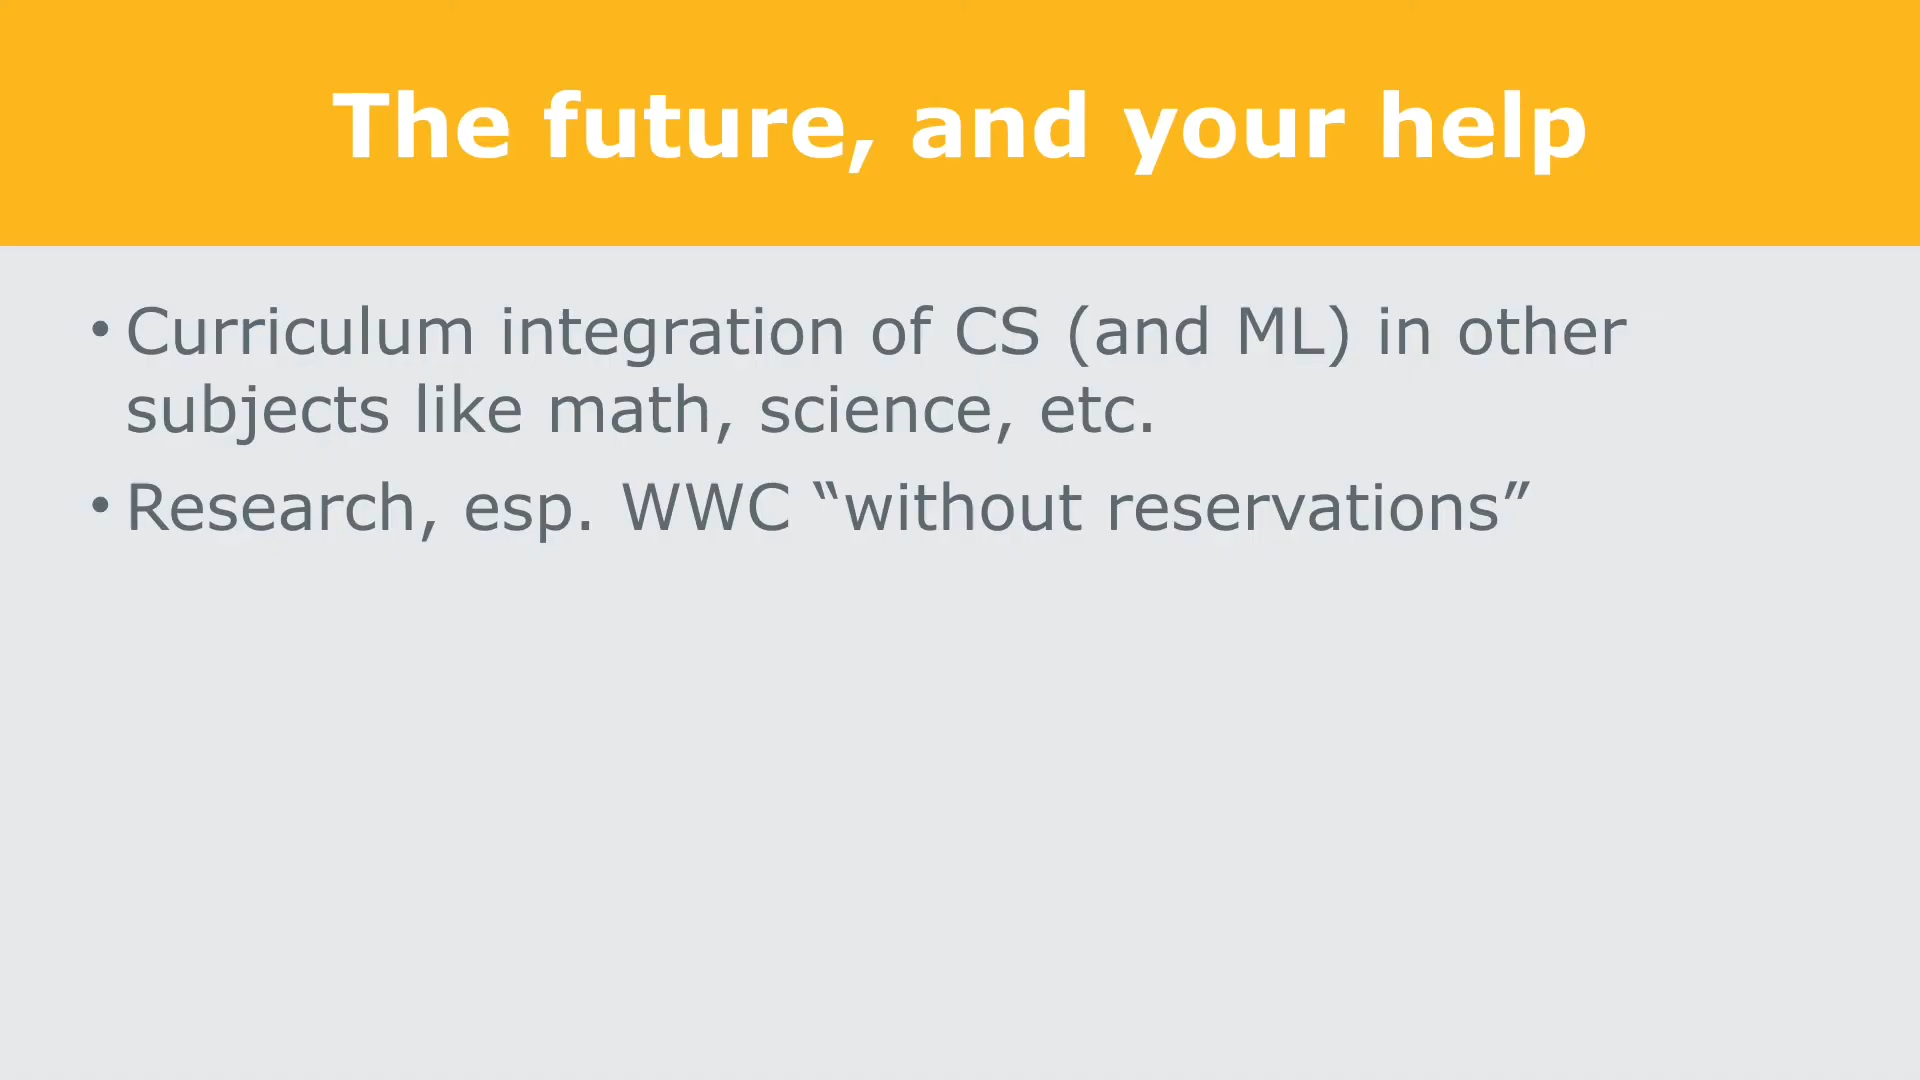 The future, and your help
• Curriculum integration of CS (and ML) in other
subjects like math, science, etc.
• Research, esp. WWC “without reservations”